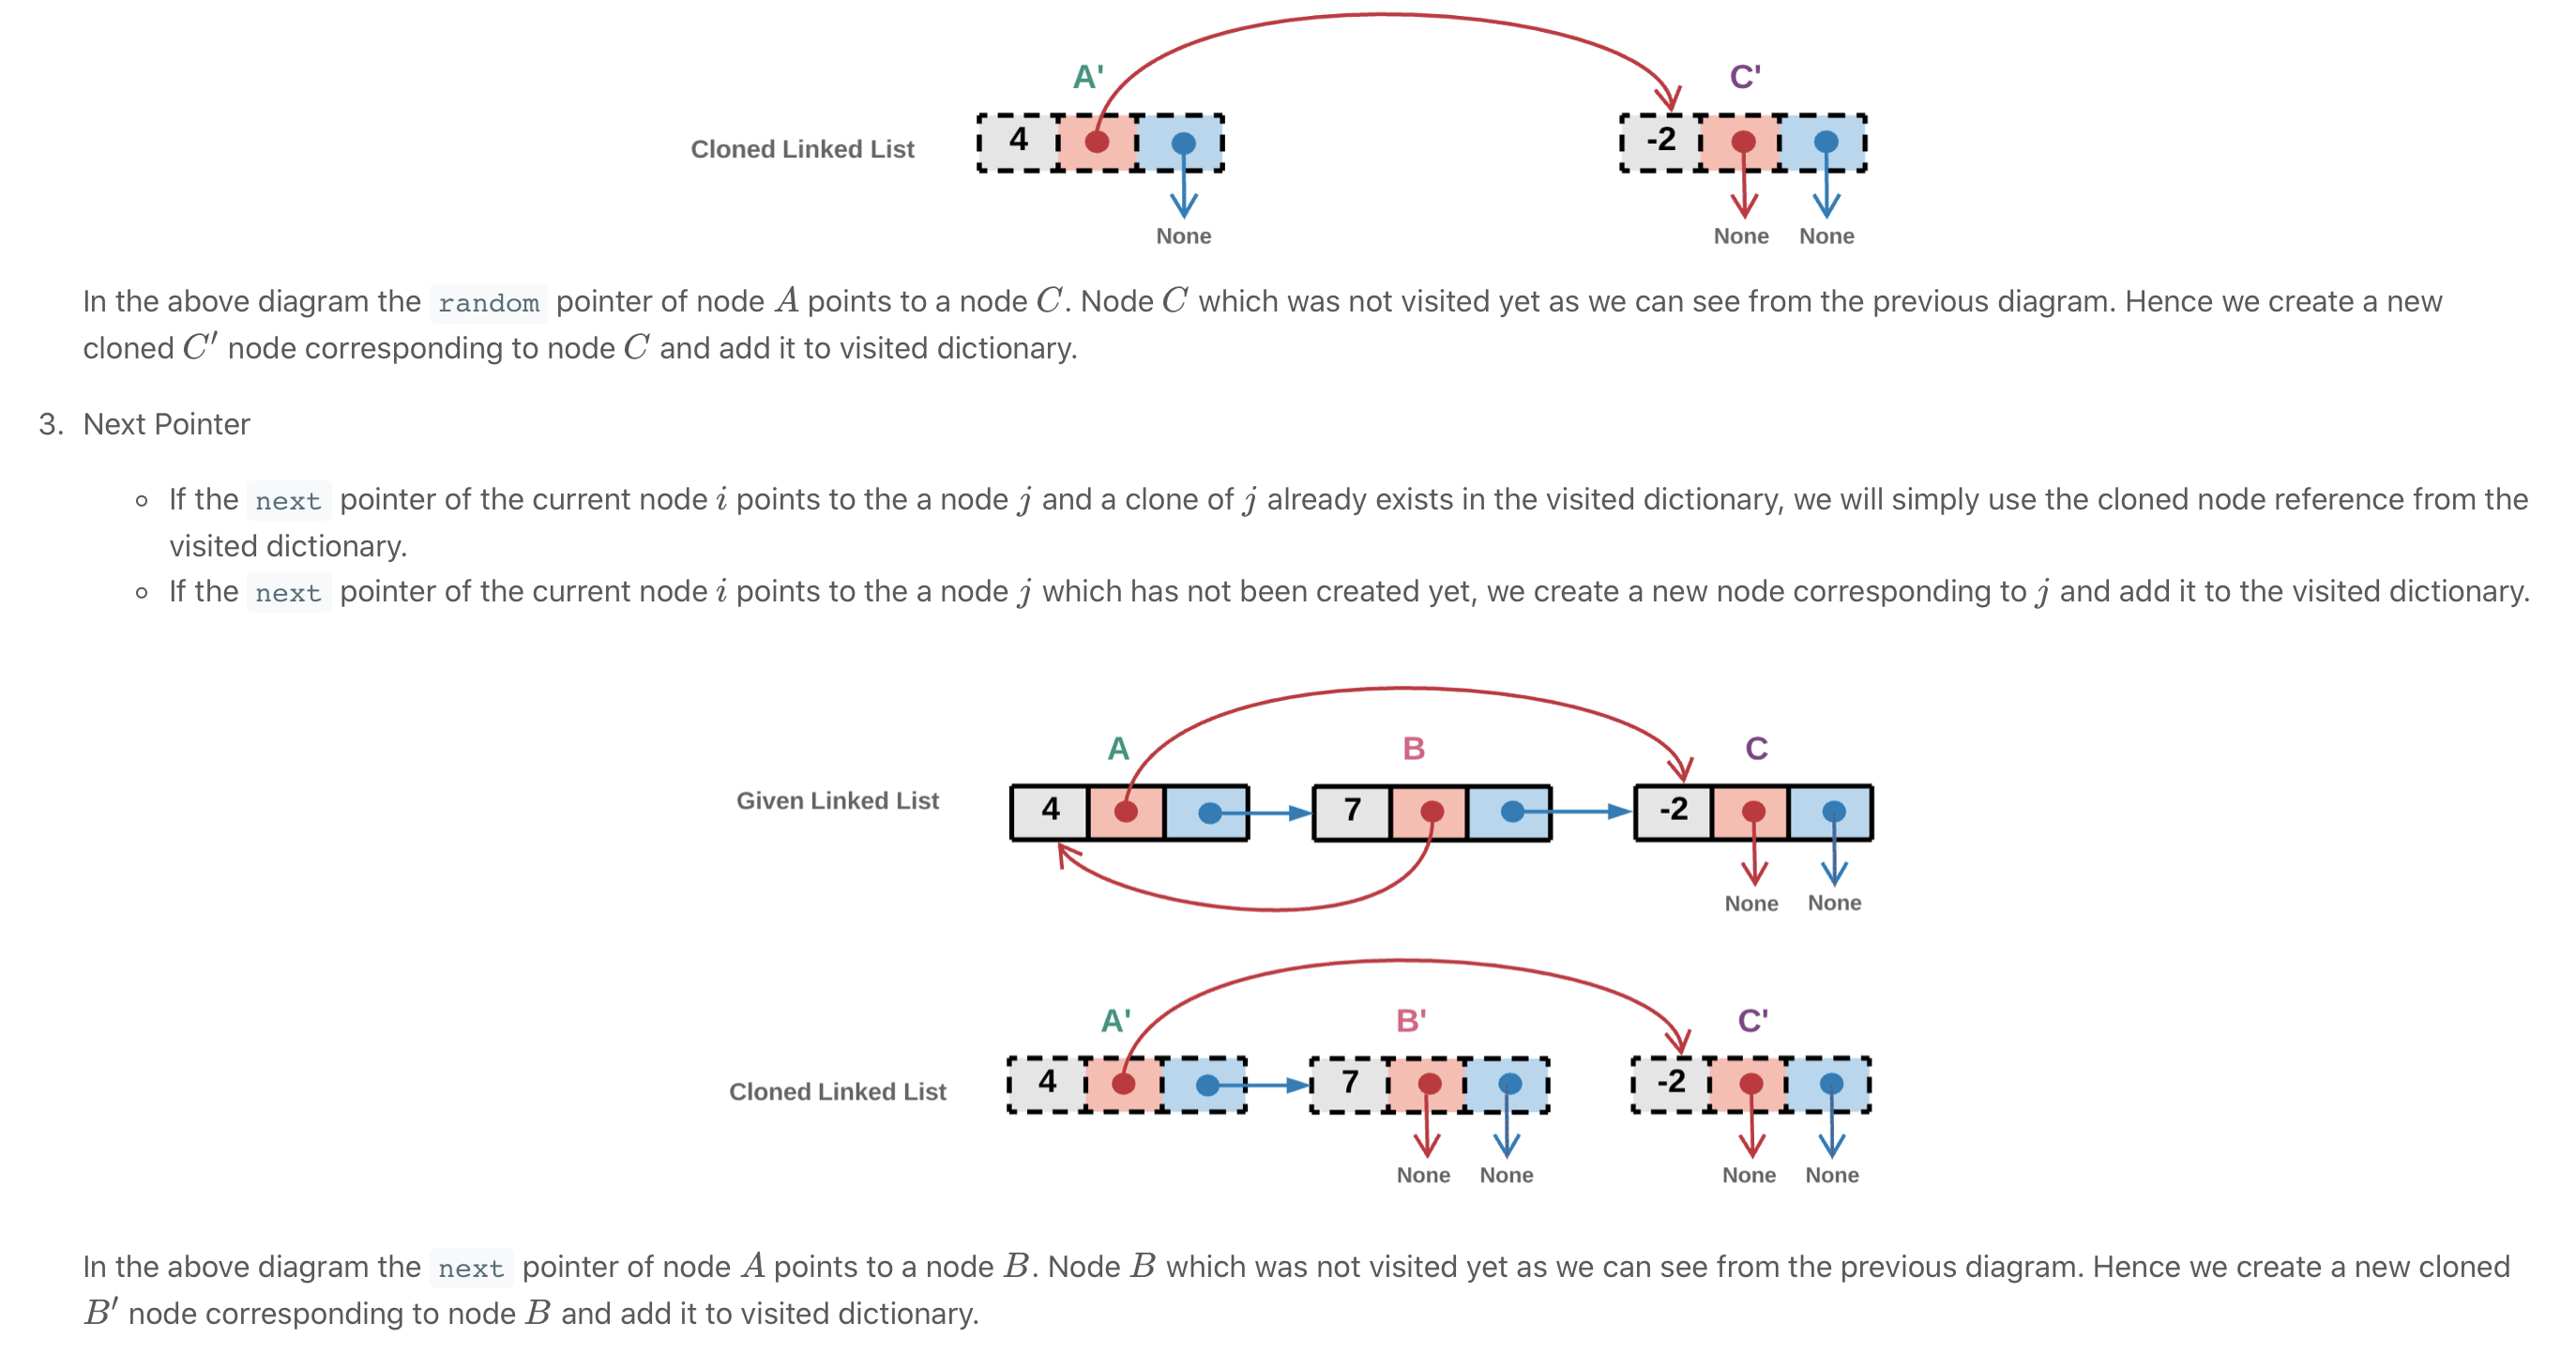 A'
C'
Cloned Linked List
4
-2
None
None
None
In the above diagram the random pointer of node A points to a node C. Node C which was not visited yet as we can see from the previous diagram. Hence we create a new
cloned C′ node corresponding to node C and add it to visited dictionary.
3. Next Pointer
If the next pointer of the current node i points to the a node j and a clone of j already exists in the visited dictionary, we will simply use the cloned node reference from the
visited dictionary.
If the next pointer of the current node i points to the a node j which has not been created yet, we create a new node corresponding to j and add it to the visited dictionary.
A
B
C
Given Linked List
4
7
-2
None
None
A'
B'
C'
Cloned Linked List
4
7
-2
None
None
None
None
In the above diagram the next pointer of node A points to a node B. Node B which was not visited yet as we can see from the previous diagram. Hence we create a new cloned
B′ node corresponding to node B and add it to visited dictionary.